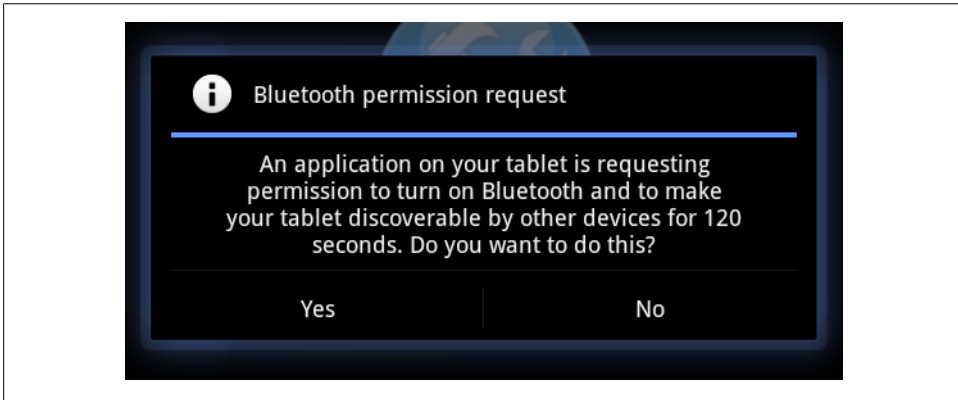 Bluetooth permission request
An application on your tablet is requesting
permission to turn on Bluetooth and to make
your tablet discoverable by other devices for 120
seconds. Do you want to do this?
Yes
No